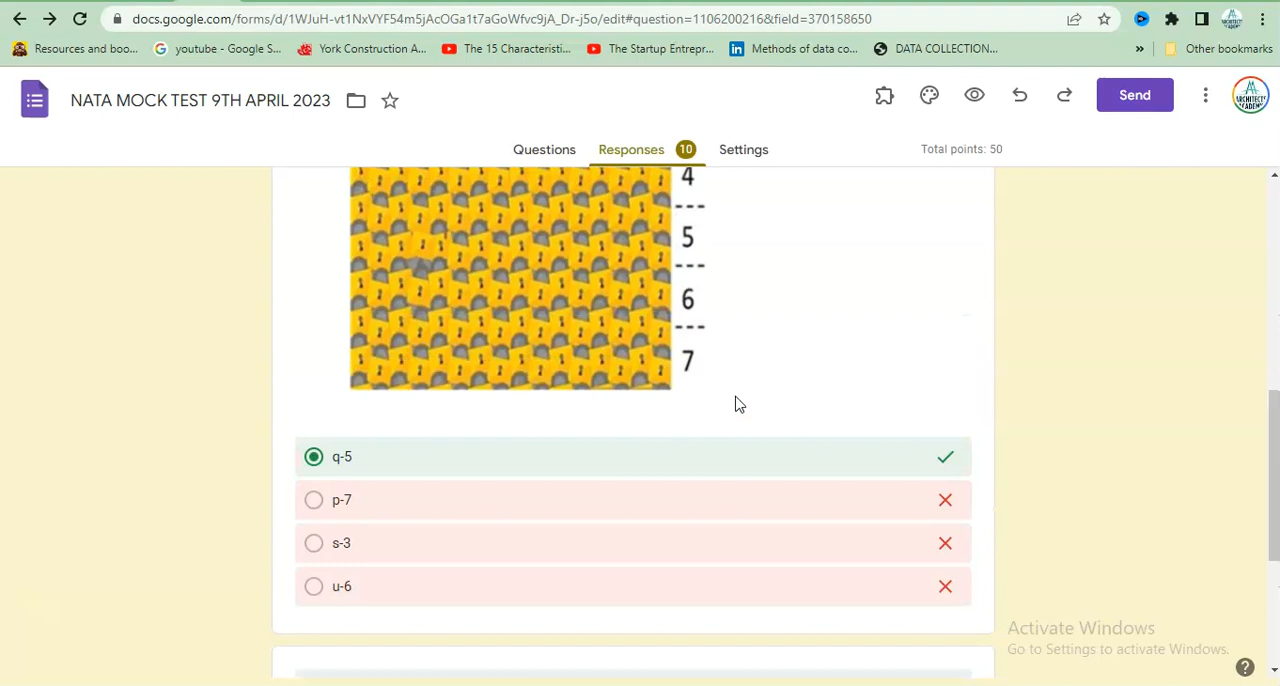 docs.google.com/forms/d/1WJuH-vt1NxVYF54m5jAcOGa1t7aGoWfvc9jA_Dr-j5o/edit#question=1106200216&field=370158650
Resources and boo...
youtube - Google S...
York Construction A...
The 15 Characteristi...
The Startup Entrepr...
Methods of data co...
DATA COLLECTION...
»
Other bookmarks
NATA MOCK TEST 9TH APRIL 2023
Send
ARCHITECT'S ACADEMY
Questions
Responses 10
Settings
Total points: 50
4
5
6
7
q-5
p-7
s-3
u-6
Activate Windows
Go to Settings to activate Windows.